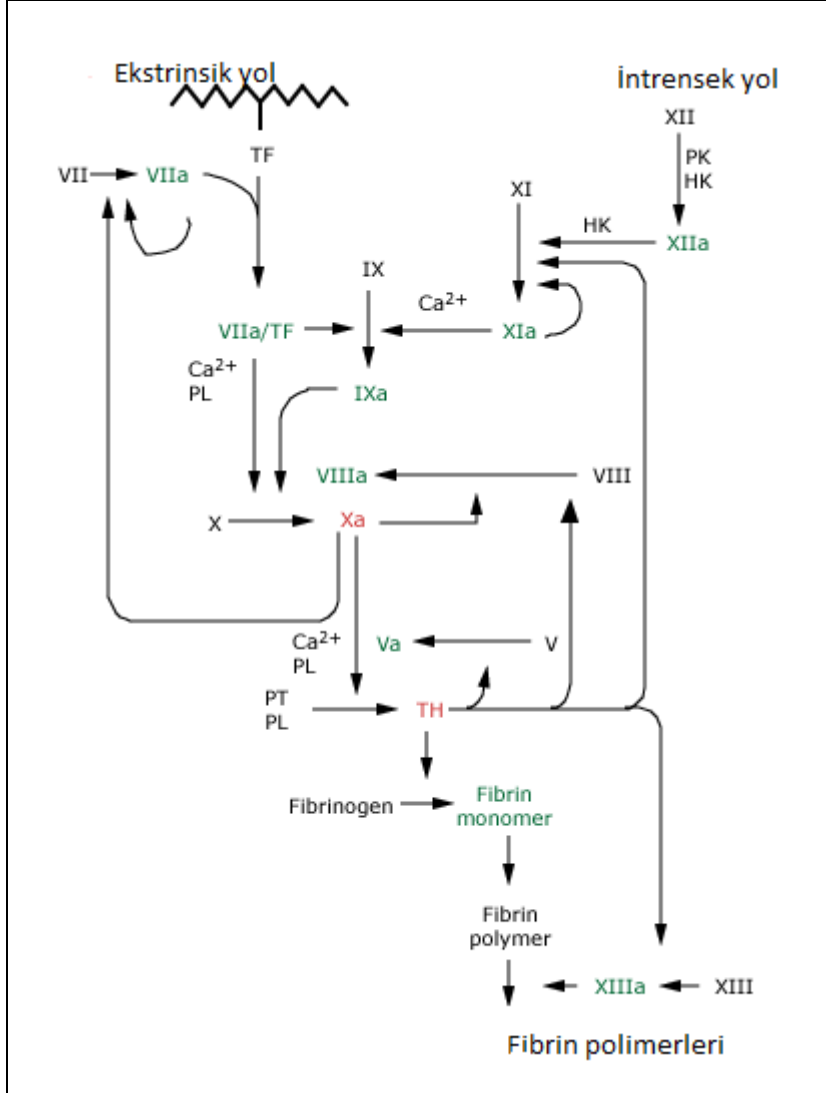 Ekstrinsik yol
İntrensek yol
XII
TF
PK
HK
VII
VIIa
XI
HK
XIIa
IX
Ca2+
VIIa/TF
XIa
Ca2+
PL
IXa
VIIIa
VIII
X
Xa
Ca2+
PL
Va
V
PT
PL
TH
Fibrinogen
Fibrin
monomer
Fibrin
polymer
XIIIa
XIII
Fibrin polimerleri